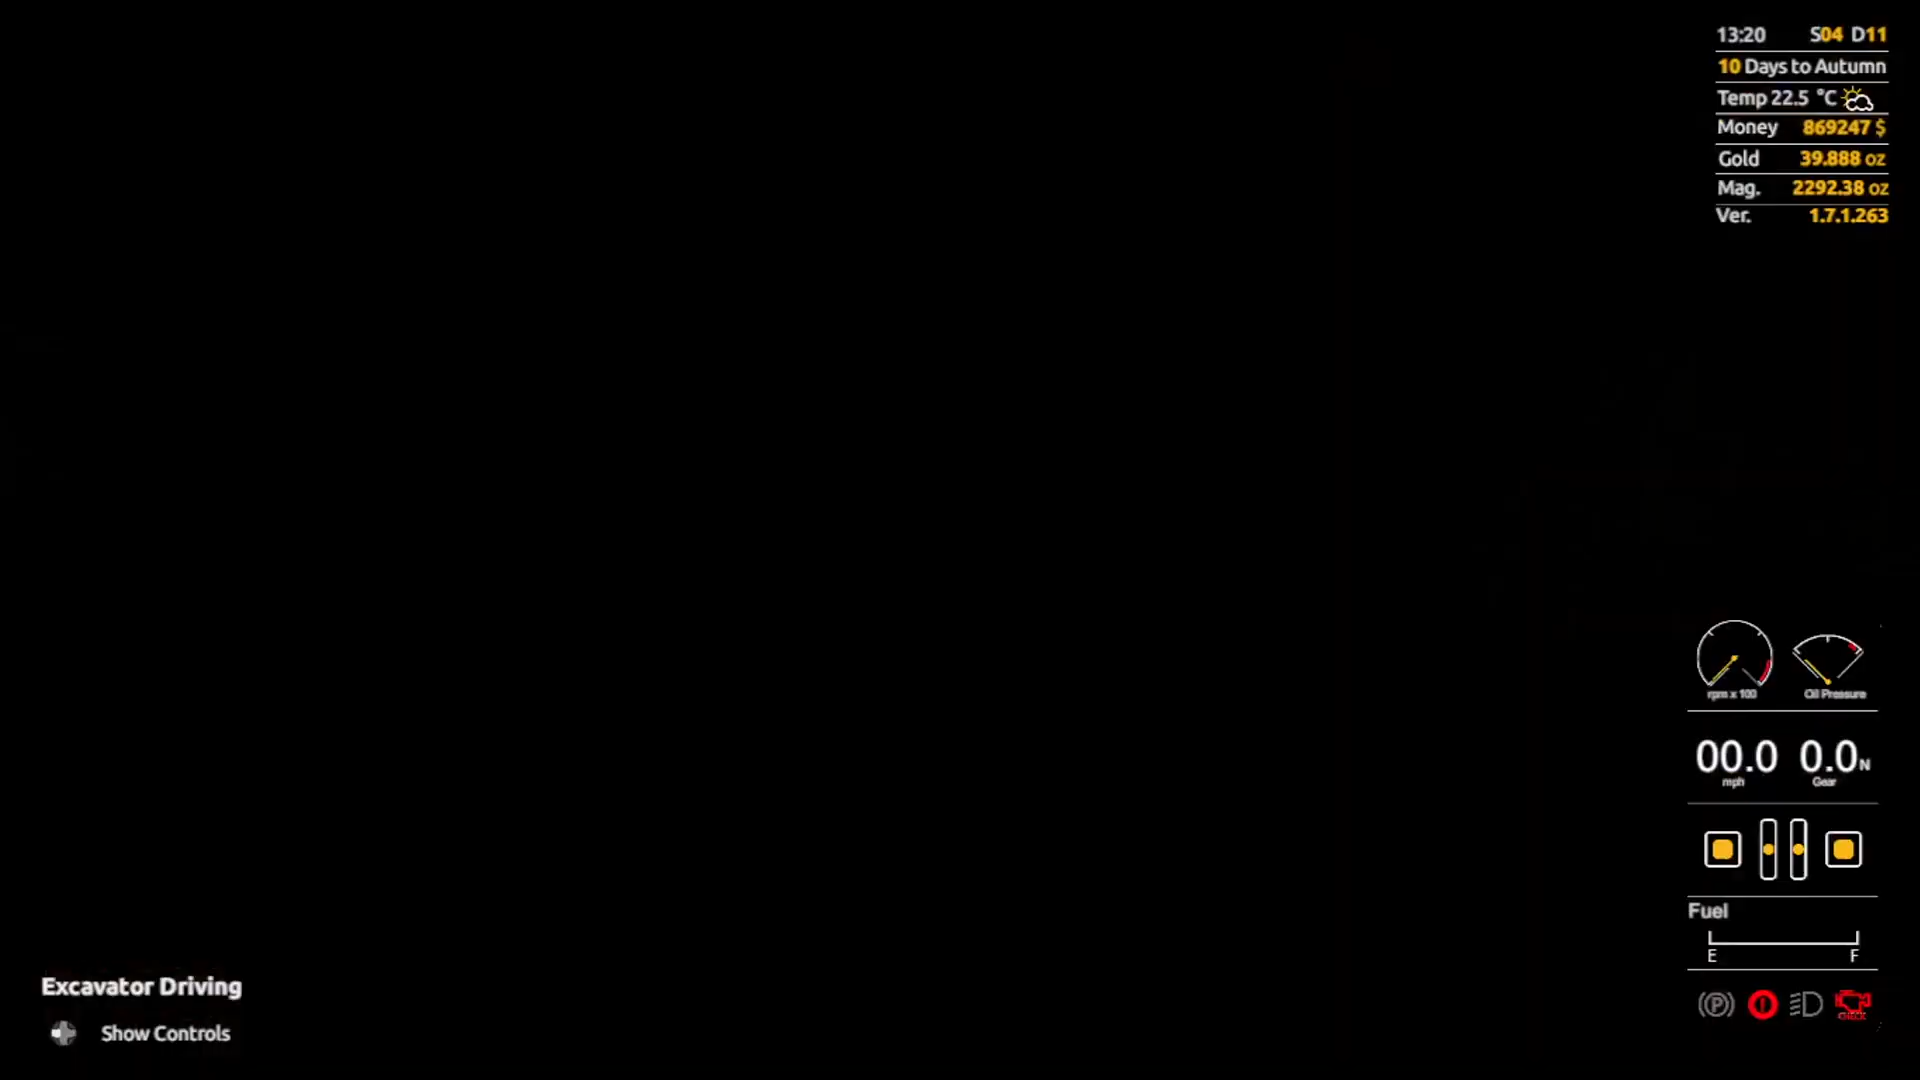 13:20 S04 D11
10 Days to Autumn
Temp 22.5 °C
Money 869247 $
Gold 39.888 oz
Mag. 2292.38 oz
Ver. 1.7.1.263
rpm x 100 Oil Pressure
00.0 0.0 N
mph Gear
Fuel
E F
Excavator Driving
Show Controls
(P)
CHECK